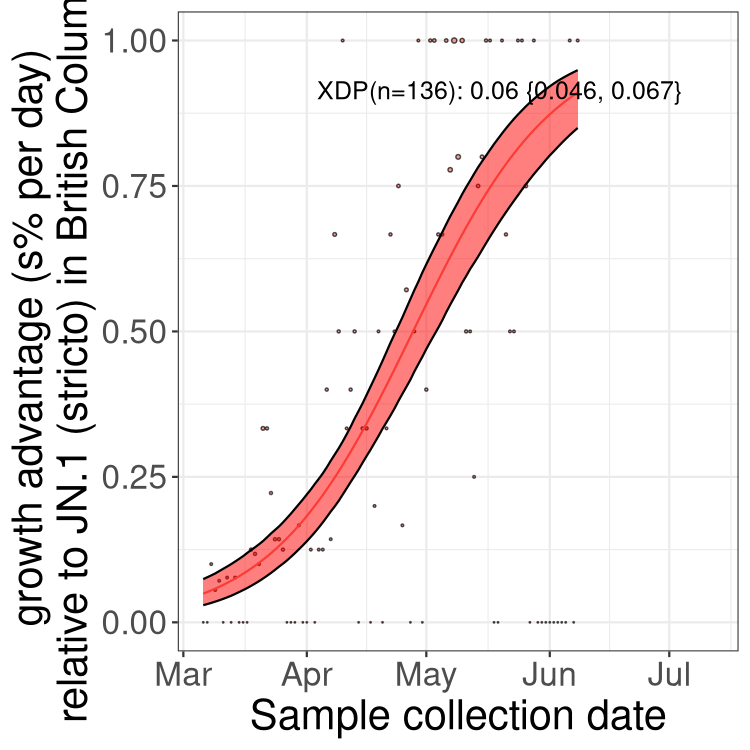 growth advantage (s% per day)
relative to JN.1 (stricto) in British Colum
1.00
0.75
0.50
0.25
0.00
XDP(n=136): 0.06 {0.046, 0.067}
Mar Apr May Jun Jul
Sample collection date